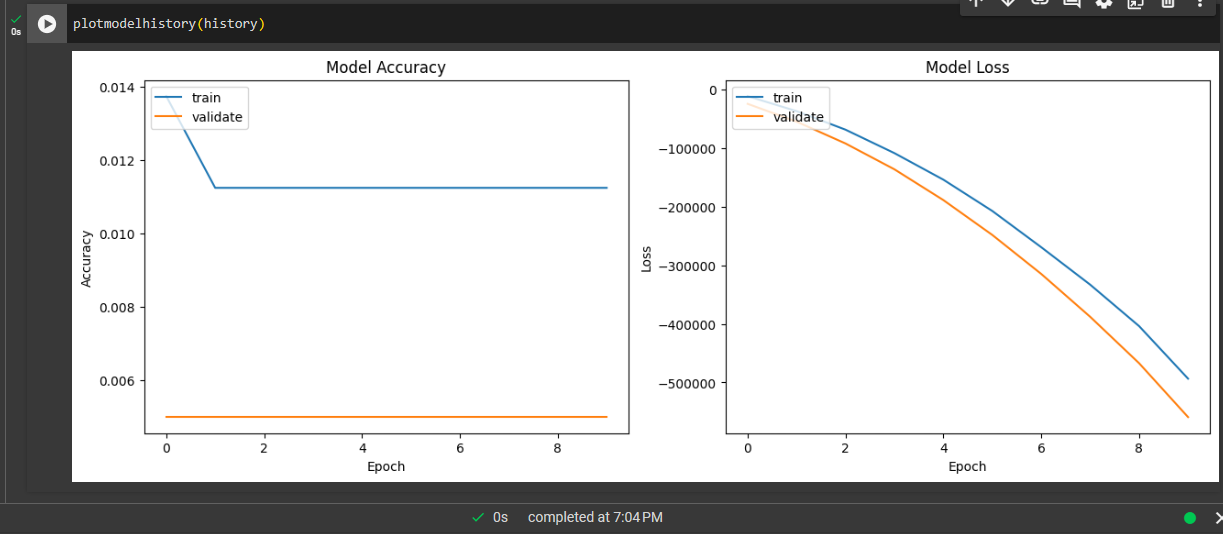 0s
plotmodelhistory(history)
Model Accuracy
train
validate
0.014
0.012
0.010
0.008
0.006
Accuracy
0 2 4 6 8
Epoch
Model Loss
train
validate
0
−100000
−200000
−300000
−400000
−500000
Loss
0 2 4 6 8
Epoch
0s completed at 7:04 PM